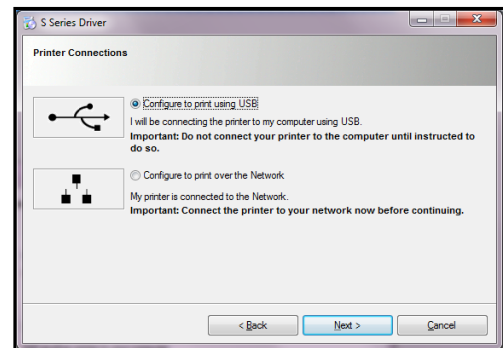 S Series Driver
Printer Connections
Configure to print using USB
I will be connecting the printer to my computer using USB.
Important: Do not connect your printer to the computer until instructed to
do so.
Configure to print over the Network
My printer is connected to the Network.
Important: Connect the printer to your network now before continuing.
< Back
Next >
Cancel